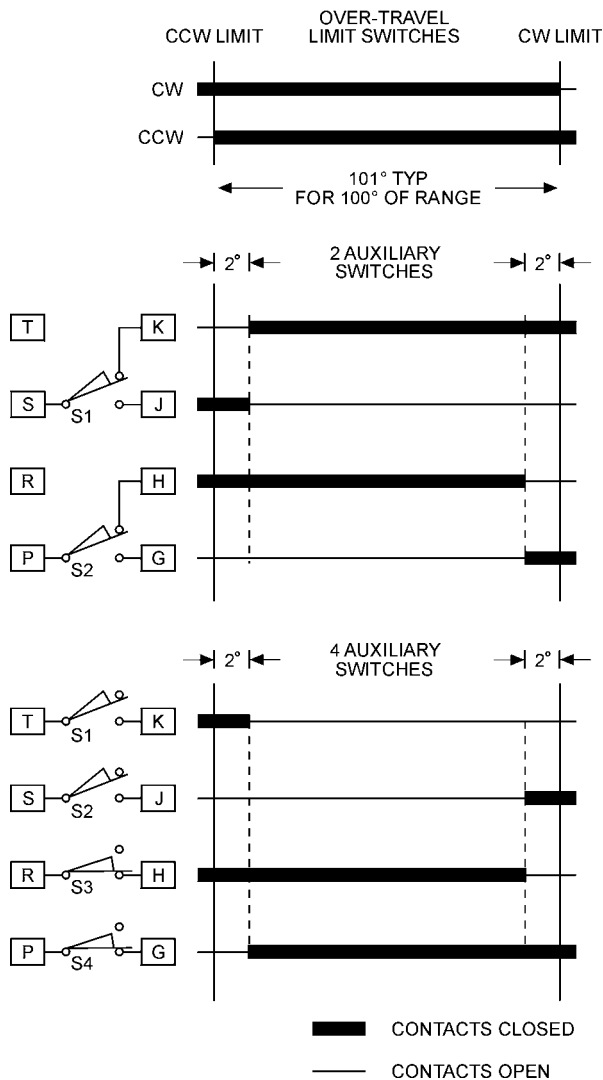 OVER-TRAVEL
CCW LIMIT LIMIT SWITCHES CW LIMIT
CW
CCW
101° TYP
FOR 100° OF RANGE
2° 2 AUXILIARY 2°
SWITCHES
T K
S S1 J
R H
P S2 G
2° 4 AUXILIARY 2°
SWITCHES
T S1 K
S S2 J
R S3 H
P S4 G
CONTACTS CLOSED
CONTACTS OPEN